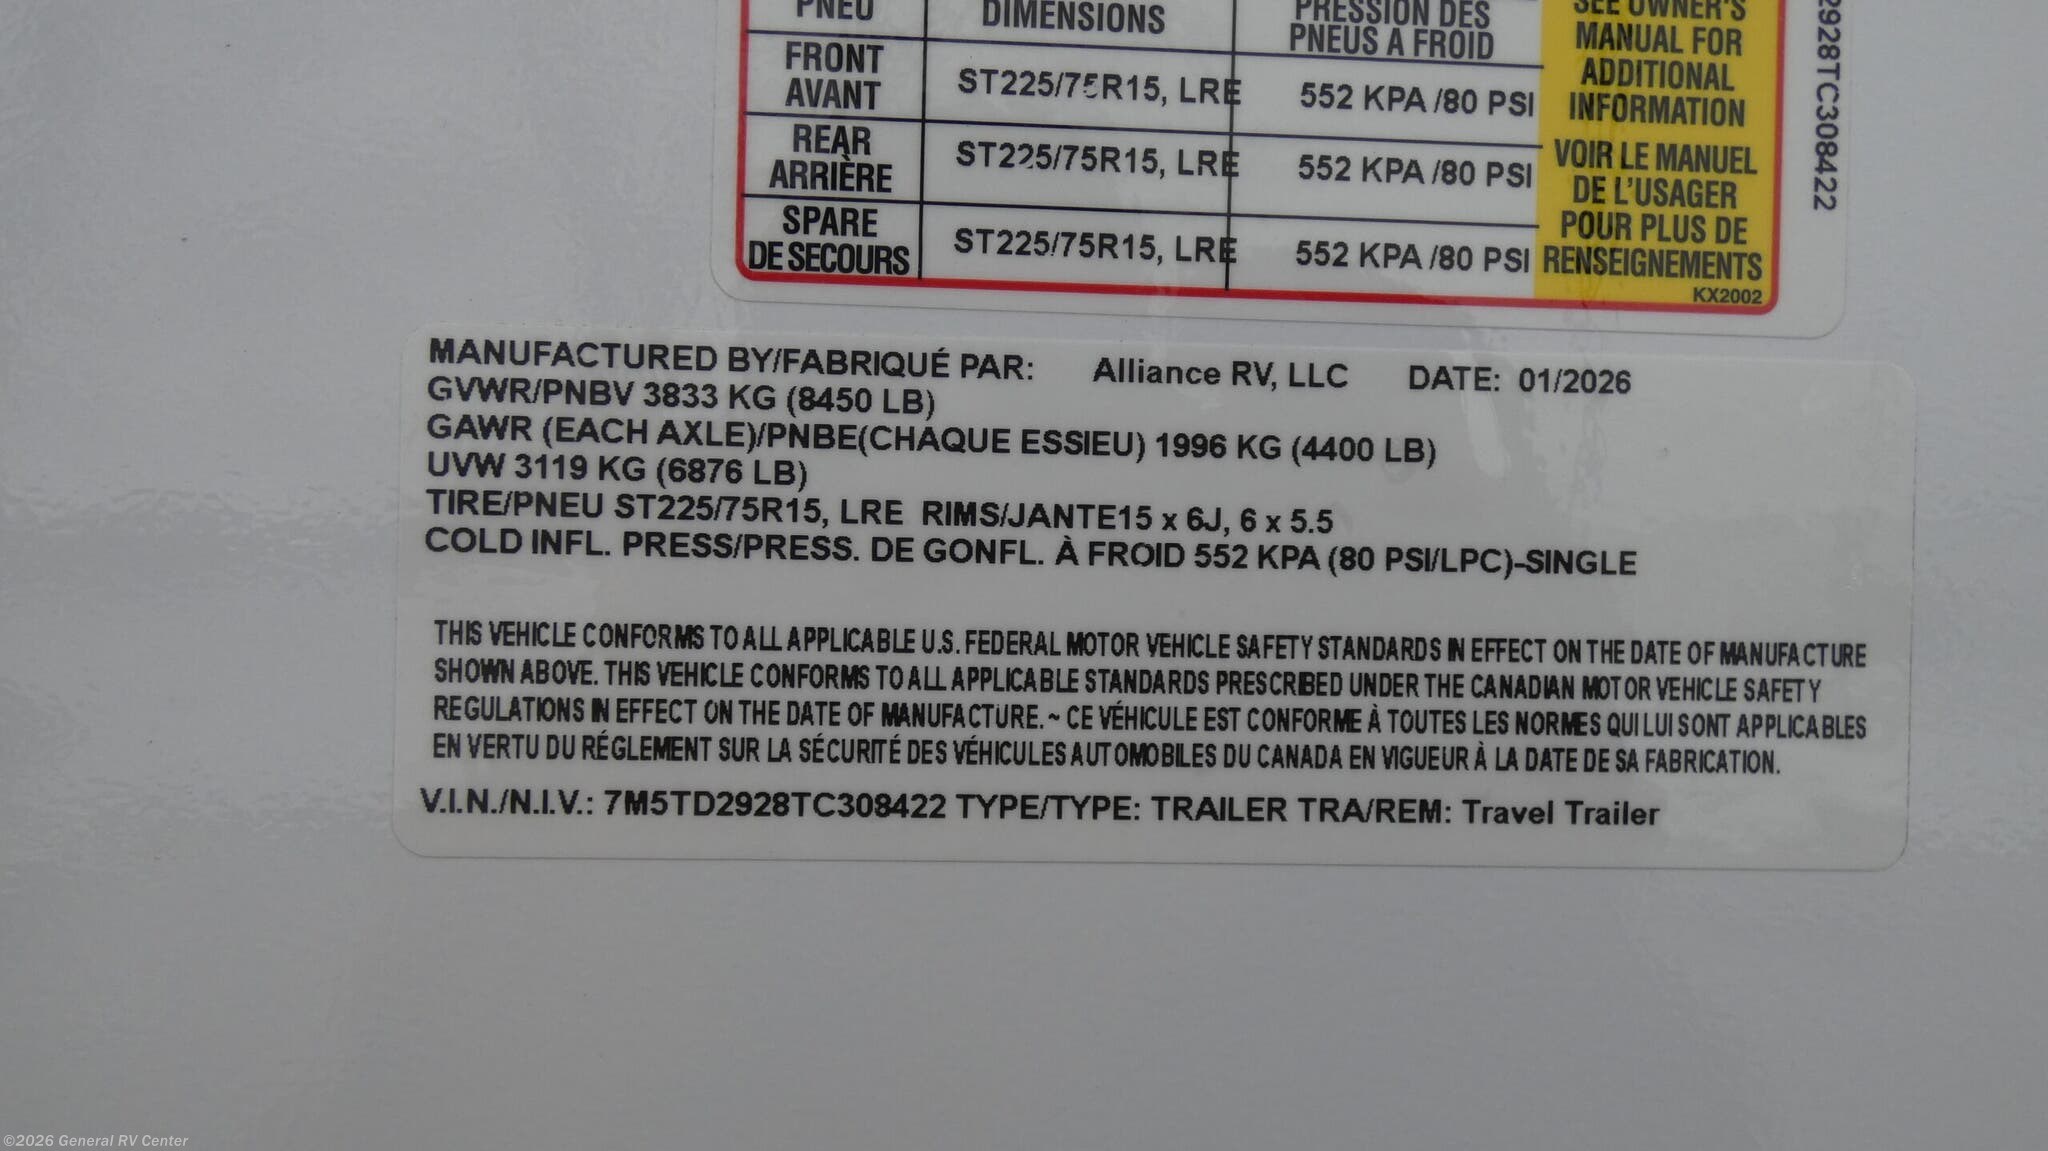 PNEU DIMENSIONS PRESSION DES PNEUS A FROID
SEE OWNER'S
MANUAL FOR
ADDITIONAL
INFORMATION
VOIR LE MANUEL
DE L'USAGER
POUR PLUS DE
RENSEIGNEMENTS
FRONT
AVANT ST225/75R15, LRE 552 KPA /80 PSI
REAR
ARRIÈRE ST225/75R15, LRE 552 KPA /80 PSI
SPARE
DE SECOURS ST225/75R15, LRE 552 KPA /80 PSI
KX2002
2928TC308422
MANUFACTURED BY/FABRIQUÉ PAR: Alliance RV, LLC DATE: 01/2026
GVWR/PNBV 3833 KG (8450 LB)
GAWR (EACH AXLE)/PNBE(CHAQUE ESSIEU) 1996 KG (4400 LB)
UVW 3119 KG (6876 LB)
TIRE/PNEU ST225/75R15, LRE RIMS/JANTE15 x 6J, 6 x 5.5
COLD INFL. PRESS/PRESS. DE GONFL. À FROID 552 KPA (80 PSI/LPC)-SINGLE
THIS VEHICLE CONFORMS TO ALL APPLICABLE U.S. FEDERAL MOTOR VEHICLE SAFETY STANDARDS IN EFFECT ON THE DATE OF MANUFACTURE
SHOWN ABOVE. THIS VEHICLE CONFORMS TO ALL APPLICABLE STANDARDS PRESCRIBED UNDER THE CANADIAN MOTOR VEHICLE SAFETY
REGULATIONS IN EFFECT ON THE DATE OF MANUFACTURE. ~ CE VÉHICULE EST CONFORME À TOUTES LES NORMES QUI LUI SONT APPLICABLES
EN VERTU DU RÉGLEMENT SUR LA SÉCURITÉ DES VÉHICULES AUTOMOBILES DU CANADA EN VIGUEUR À LA DATE DE SA FABRICATION.
V.I.N./N.I.V.: 7M5TD2928TC308422 TYPE/TYPE: TRAILER TRA/REM: Travel Trailer
©2026 General RV Center